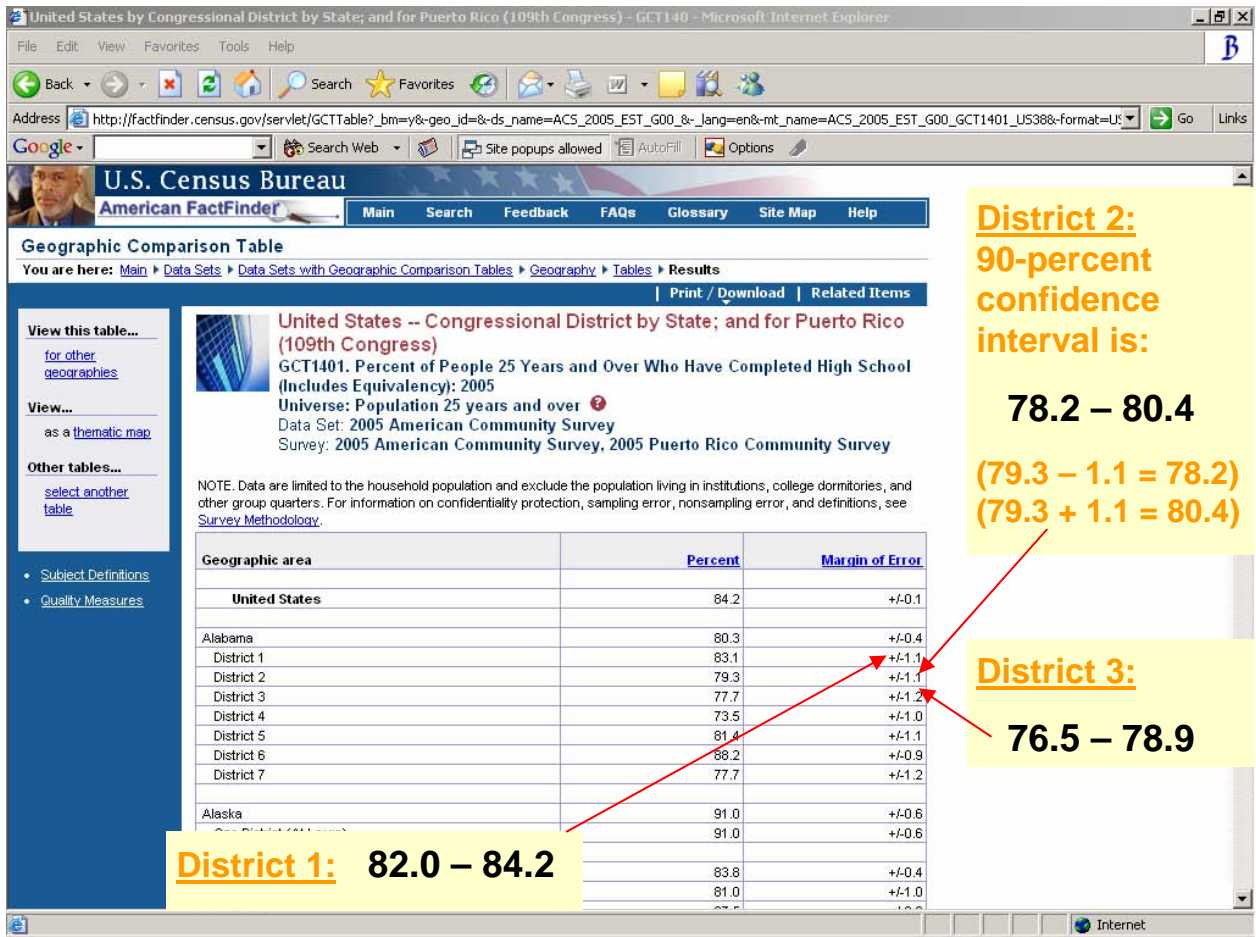 United States by Congressional District by State; and for Puerto Rico (109th Congress) - GCT140 - Microsoft Internet Explorer
File Edit View Favorites Tools Help
Back Search Favorites
Address http://factfinder.census.gov/servlet/GCTTable?_bm=y&-geo_id=&-ds_name=ACS_2005_EST_G00_&-_lang=en&-mt_name=ACS_2005_EST_G00_GCT1401_US38&-format=US Go Links
Google Search Web Site popups allowed AutoFill Options
U.S. Census Bureau
American FactFinder
Main Search Feedback FAQs Glossary Site Map Help
Geographic Comparison Table
You are here: Main Data Sets Data Sets with Geographic Comparison Tables Geography Tables Results
| Print / Download | Related Items
View this table...
for other
geographies
View...
as a thematic map
Other tables...
select another
table
Subject Definitions
Quality Measures
United States -- Congressional District by State; and for Puerto Rico
(109th Congress)
GCT1401. Percent of People 25 Years and Over Who Have Completed High School
(Includes Equivalency): 2005
Universe: Population 25 years and over
Data Set: 2005 American Community Survey
Survey: 2005 American Community Survey, 2005 Puerto Rico Community Survey
NOTE. Data are limited to the household population and exclude the population living in institutions, college dormitories, and
other group quarters. For information on confidentiality protection, sampling error, nonsampling error, and definitions, see
Survey Methodology.
Geographic area Percent Margin of Error
United States 84.2 +/-0.1
Alabama 80.3 +/-0.4
District 1 83.1 +/-1.1
District 2 79.3 +/-1.1
District 3 77.7 +/-1.2
District 4 73.5 +/-1.0
District 5 81.4 +/-1.1
District 6 88.2 +/-0.9
District 7 77.7 +/-1.2
Alaska 91.0 +/-0.6
91.0 +/-0.6
83.8 +/-0.4
81.0 +/-1.0
District 2:
90-percent
confidence
interval is:
78.2 – 80.4
(79.3 – 1.1 = 78.2)
(79.3 + 1.1 = 80.4)
District 3:
76.5 – 78.9
District 1: 82.0 – 84.2
Internet